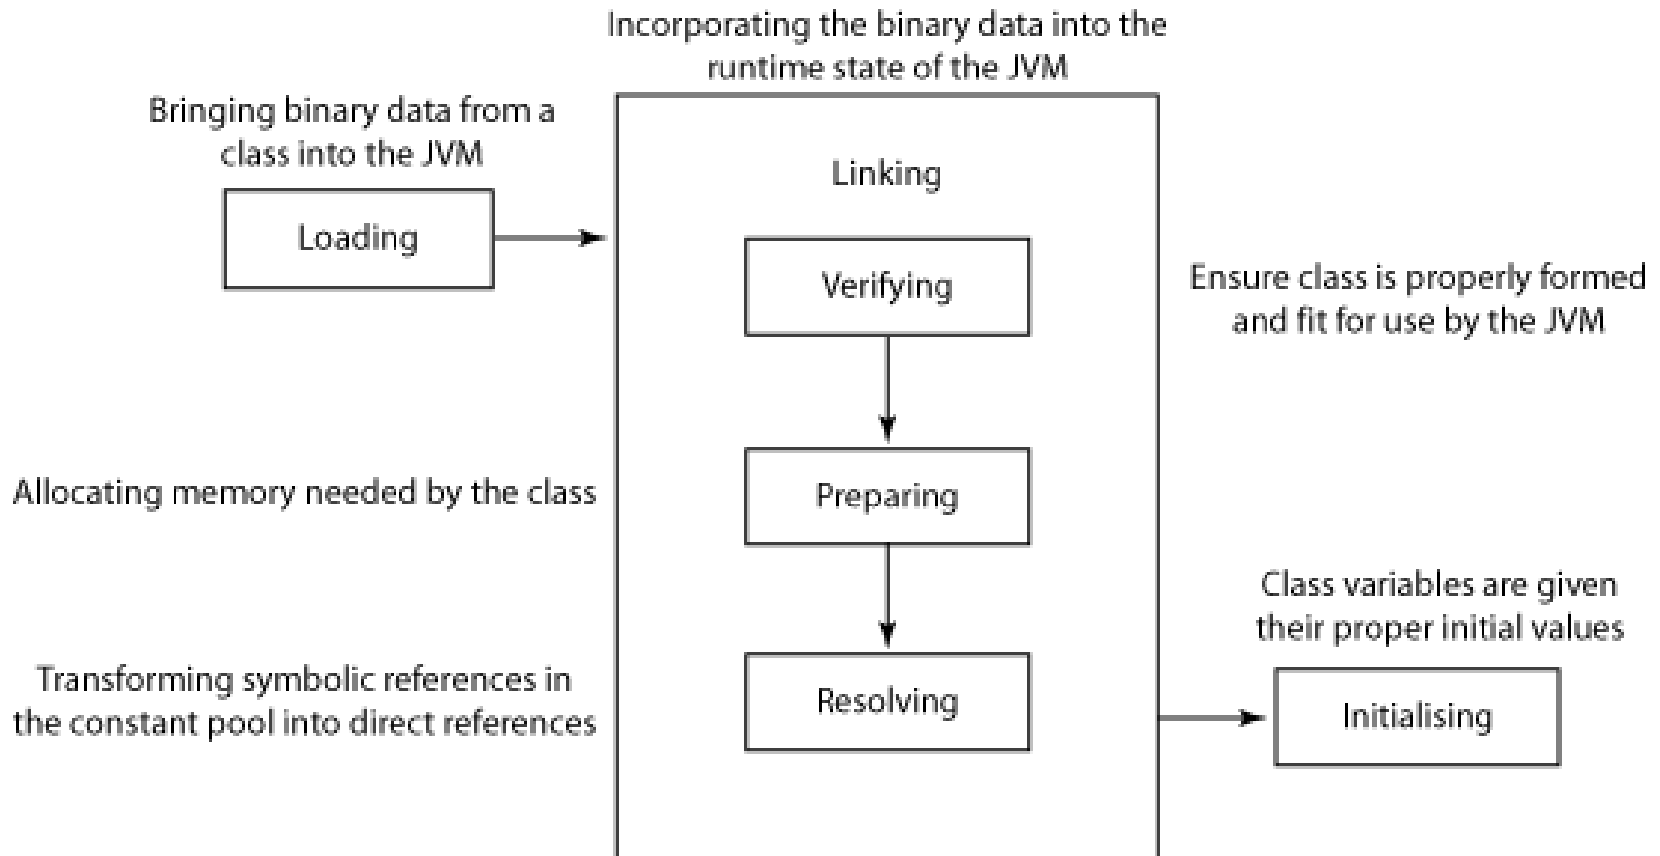 Incorporating the binary data into the
runtime state of the JVM
Bringing binary data from a
class into the JVM
Loading
Linking
Verifying
Ensure class is properly formed
and fit for use by the JVM
Allocating memory needed by the class
Preparing
Transforming symbolic references in
the constant pool into direct references
Resolving
Class variables are given
their proper initial values
Initialising